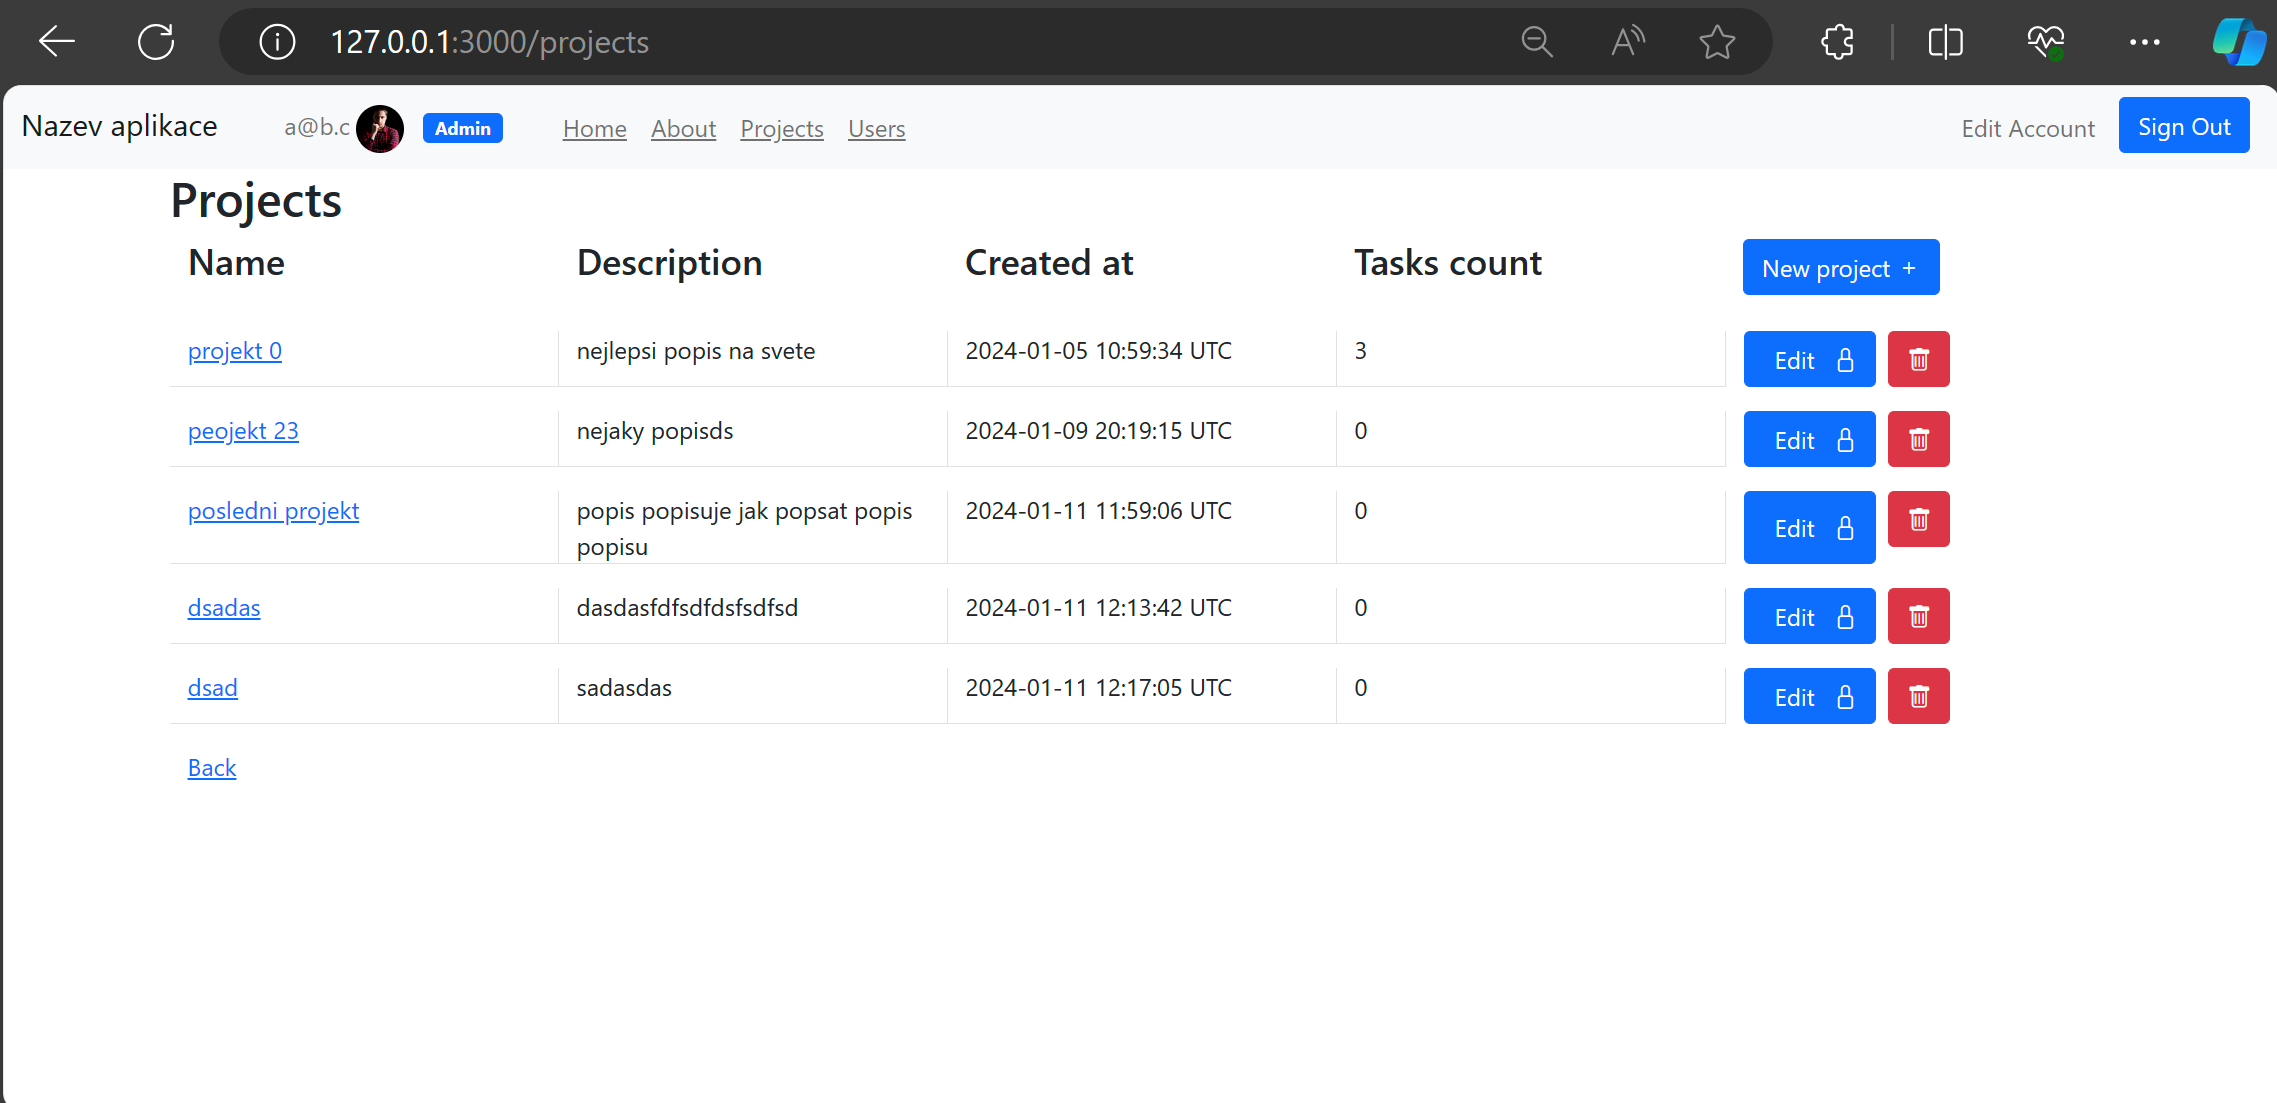 127.0.0.1:3000/projects
Nazev aplikace a@b.c Admin Home About Projects Users Edit Account Sign Out
Projects
Name Description Created at Tasks count New project +
projekt 0 nejlepsi popis na svete 2024-01-05 10:59:34 UTC 3 Edit
peojekt 23 nejaky popisds 2024-01-09 20:19:15 UTC 0 Edit
posledni projekt popis popisuje jak popsat popis 2024-01-11 11:59:06 UTC 0 Edit
popisu
dsadas dasdasfdfsdfdsfsdfsd 2024-01-11 12:13:42 UTC 0 Edit
dsad sadasdas 2024-01-11 12:17:05 UTC 0 Edit
Back